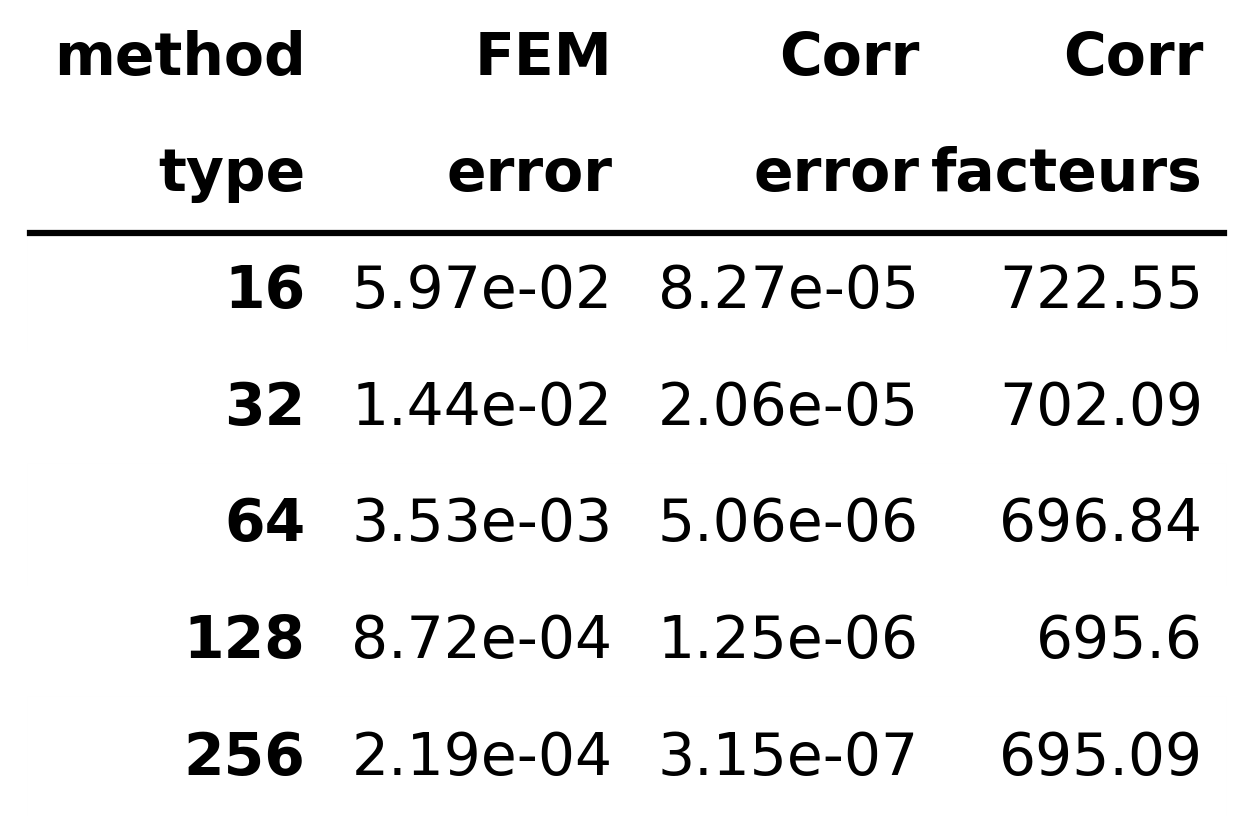 method FEM Corr Corr
type error error facteurs
16 5.97e-02 8.27e-05 722.55
32 1.44e-02 2.06e-05 702.09
64 3.53e-03 5.06e-06 696.84
128 8.72e-04 1.25e-06 695.6
256 2.19e-04 3.15e-07 695.09